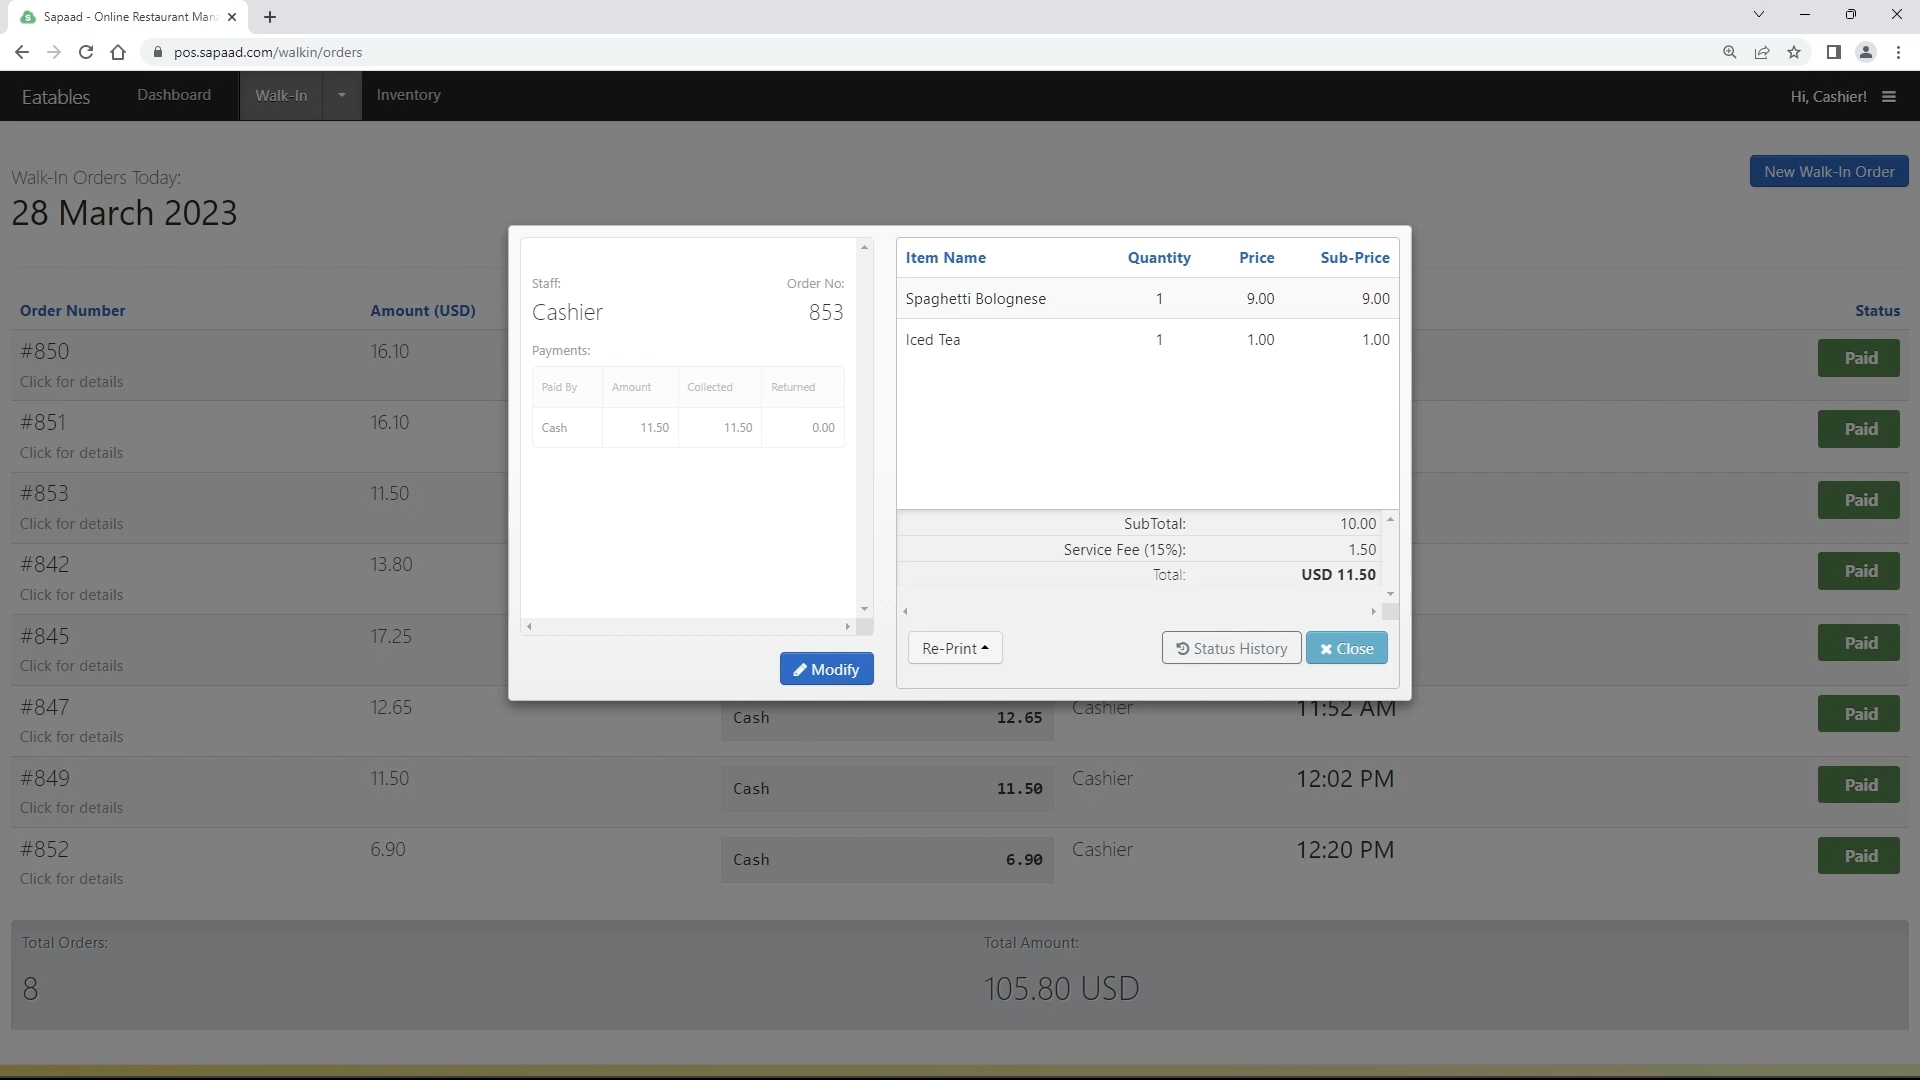 Sapaad - Online Restaurant Mana
pos.sapaad.com/walkin/orders
Eatables Dashboard Walk-In Inventory Hi, Cashier!
Walk-In Orders Today:
28 March 2023
New Walk-In Order
Order Number Amount (USD) Status
#850 16.10 Paid
Click for details
#851 16.10 Paid
Click for details
#853 11.50 Paid
Click for details
#842 13.80 Paid
Click for details
#845 17.25 Paid
Click for details
#847 12.65 Cash 12.65 Cashier 11:52 AM Paid
Click for details
#849 11.50 Cash 11.50 Cashier 12:02 PM Paid
Click for details
#852 6.90 Cash 6.90 Cashier 12:20 PM Paid
Click for details
Total Orders: Total Amount:
8 105.80 USD
Staff: Order No:
Cashier 853
Payments:
Paid By Amount Collected Returned
Cash 11.50 11.50 0.00
Modify
Item Name Quantity Price Sub-Price
Spaghetti Bolognese 1 9.00 9.00
Iced Tea 1 1.00 1.00
SubTotal: 10.00
Service Fee (15%): 1.50
Total: USD 11.50
Re-Print Status History Close